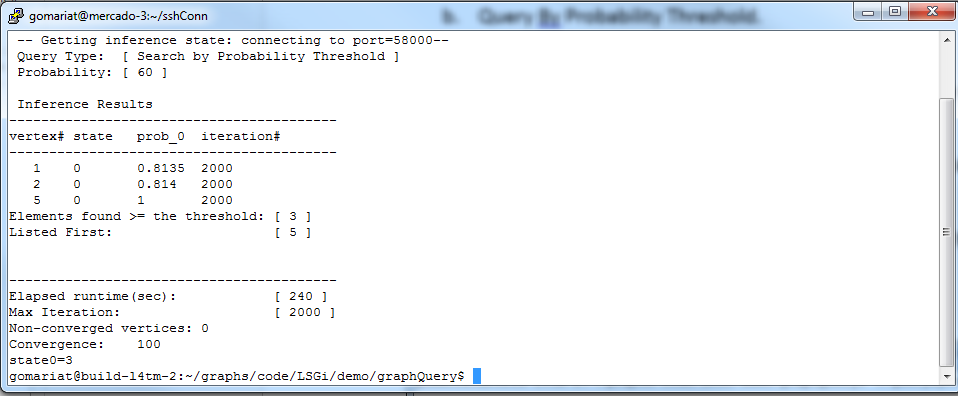 gomariat@mercado-3:~/sshConn
b. Query By Probability Threshold.
-- Getting inference state: connecting to port=58000--
Query Type: [ Search by Probability Threshold ]
Probability: [ 60 ]
Inference Results
-----------------------------------------
vertex# state prob_0 iteration#
-----------------------------------------
1 0 0.8135 2000
2 0 0.814 2000
5 0 1 2000
Elements found >= the threshold: [ 3 ]
Listed First: [ 5 ]
-----------------------------------------
Elapsed runtime(sec): [ 240 ]
Max Iteration: [ 2000 ]
Non-converged vertices: 0
Convergence: 100
state0=3
gomariat@build-l4tm-2:~/graphs/code/LSGi/demo/graphQuery$